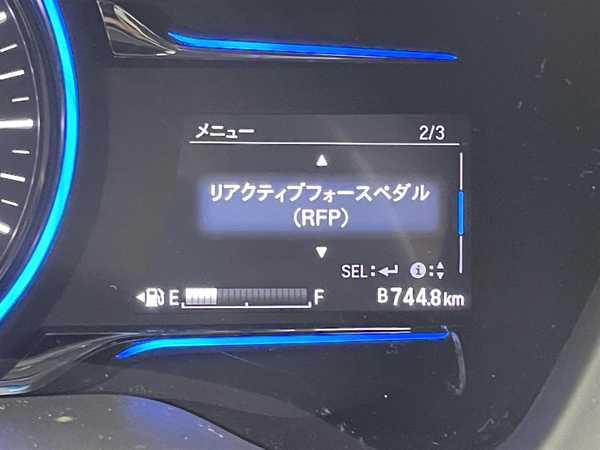 メニュー 2/3
リアクティブフォースペダル
(RFP)
SEL: i:
E F B 744.8km